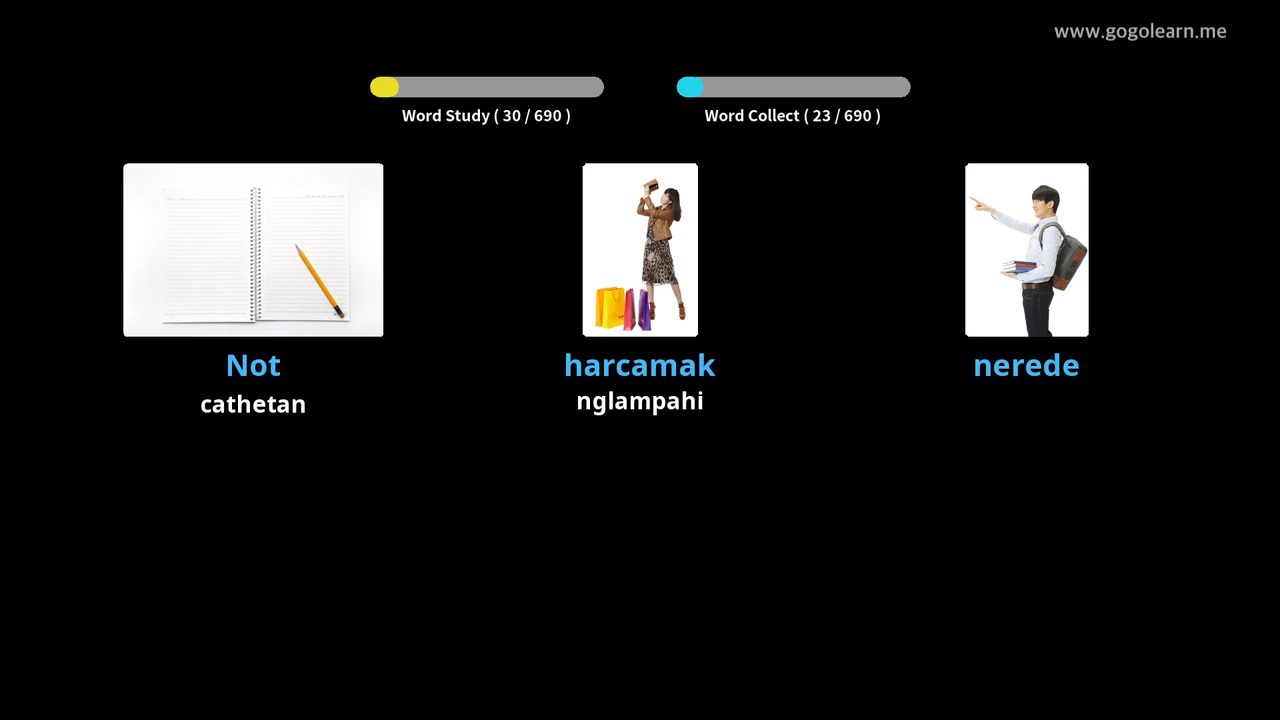 www.gogolearn.me
Word Study ( 30 / 690 )
Word Collect ( 23 / 690 )
Not
cathetan
harcamak
nglampahi
nerede